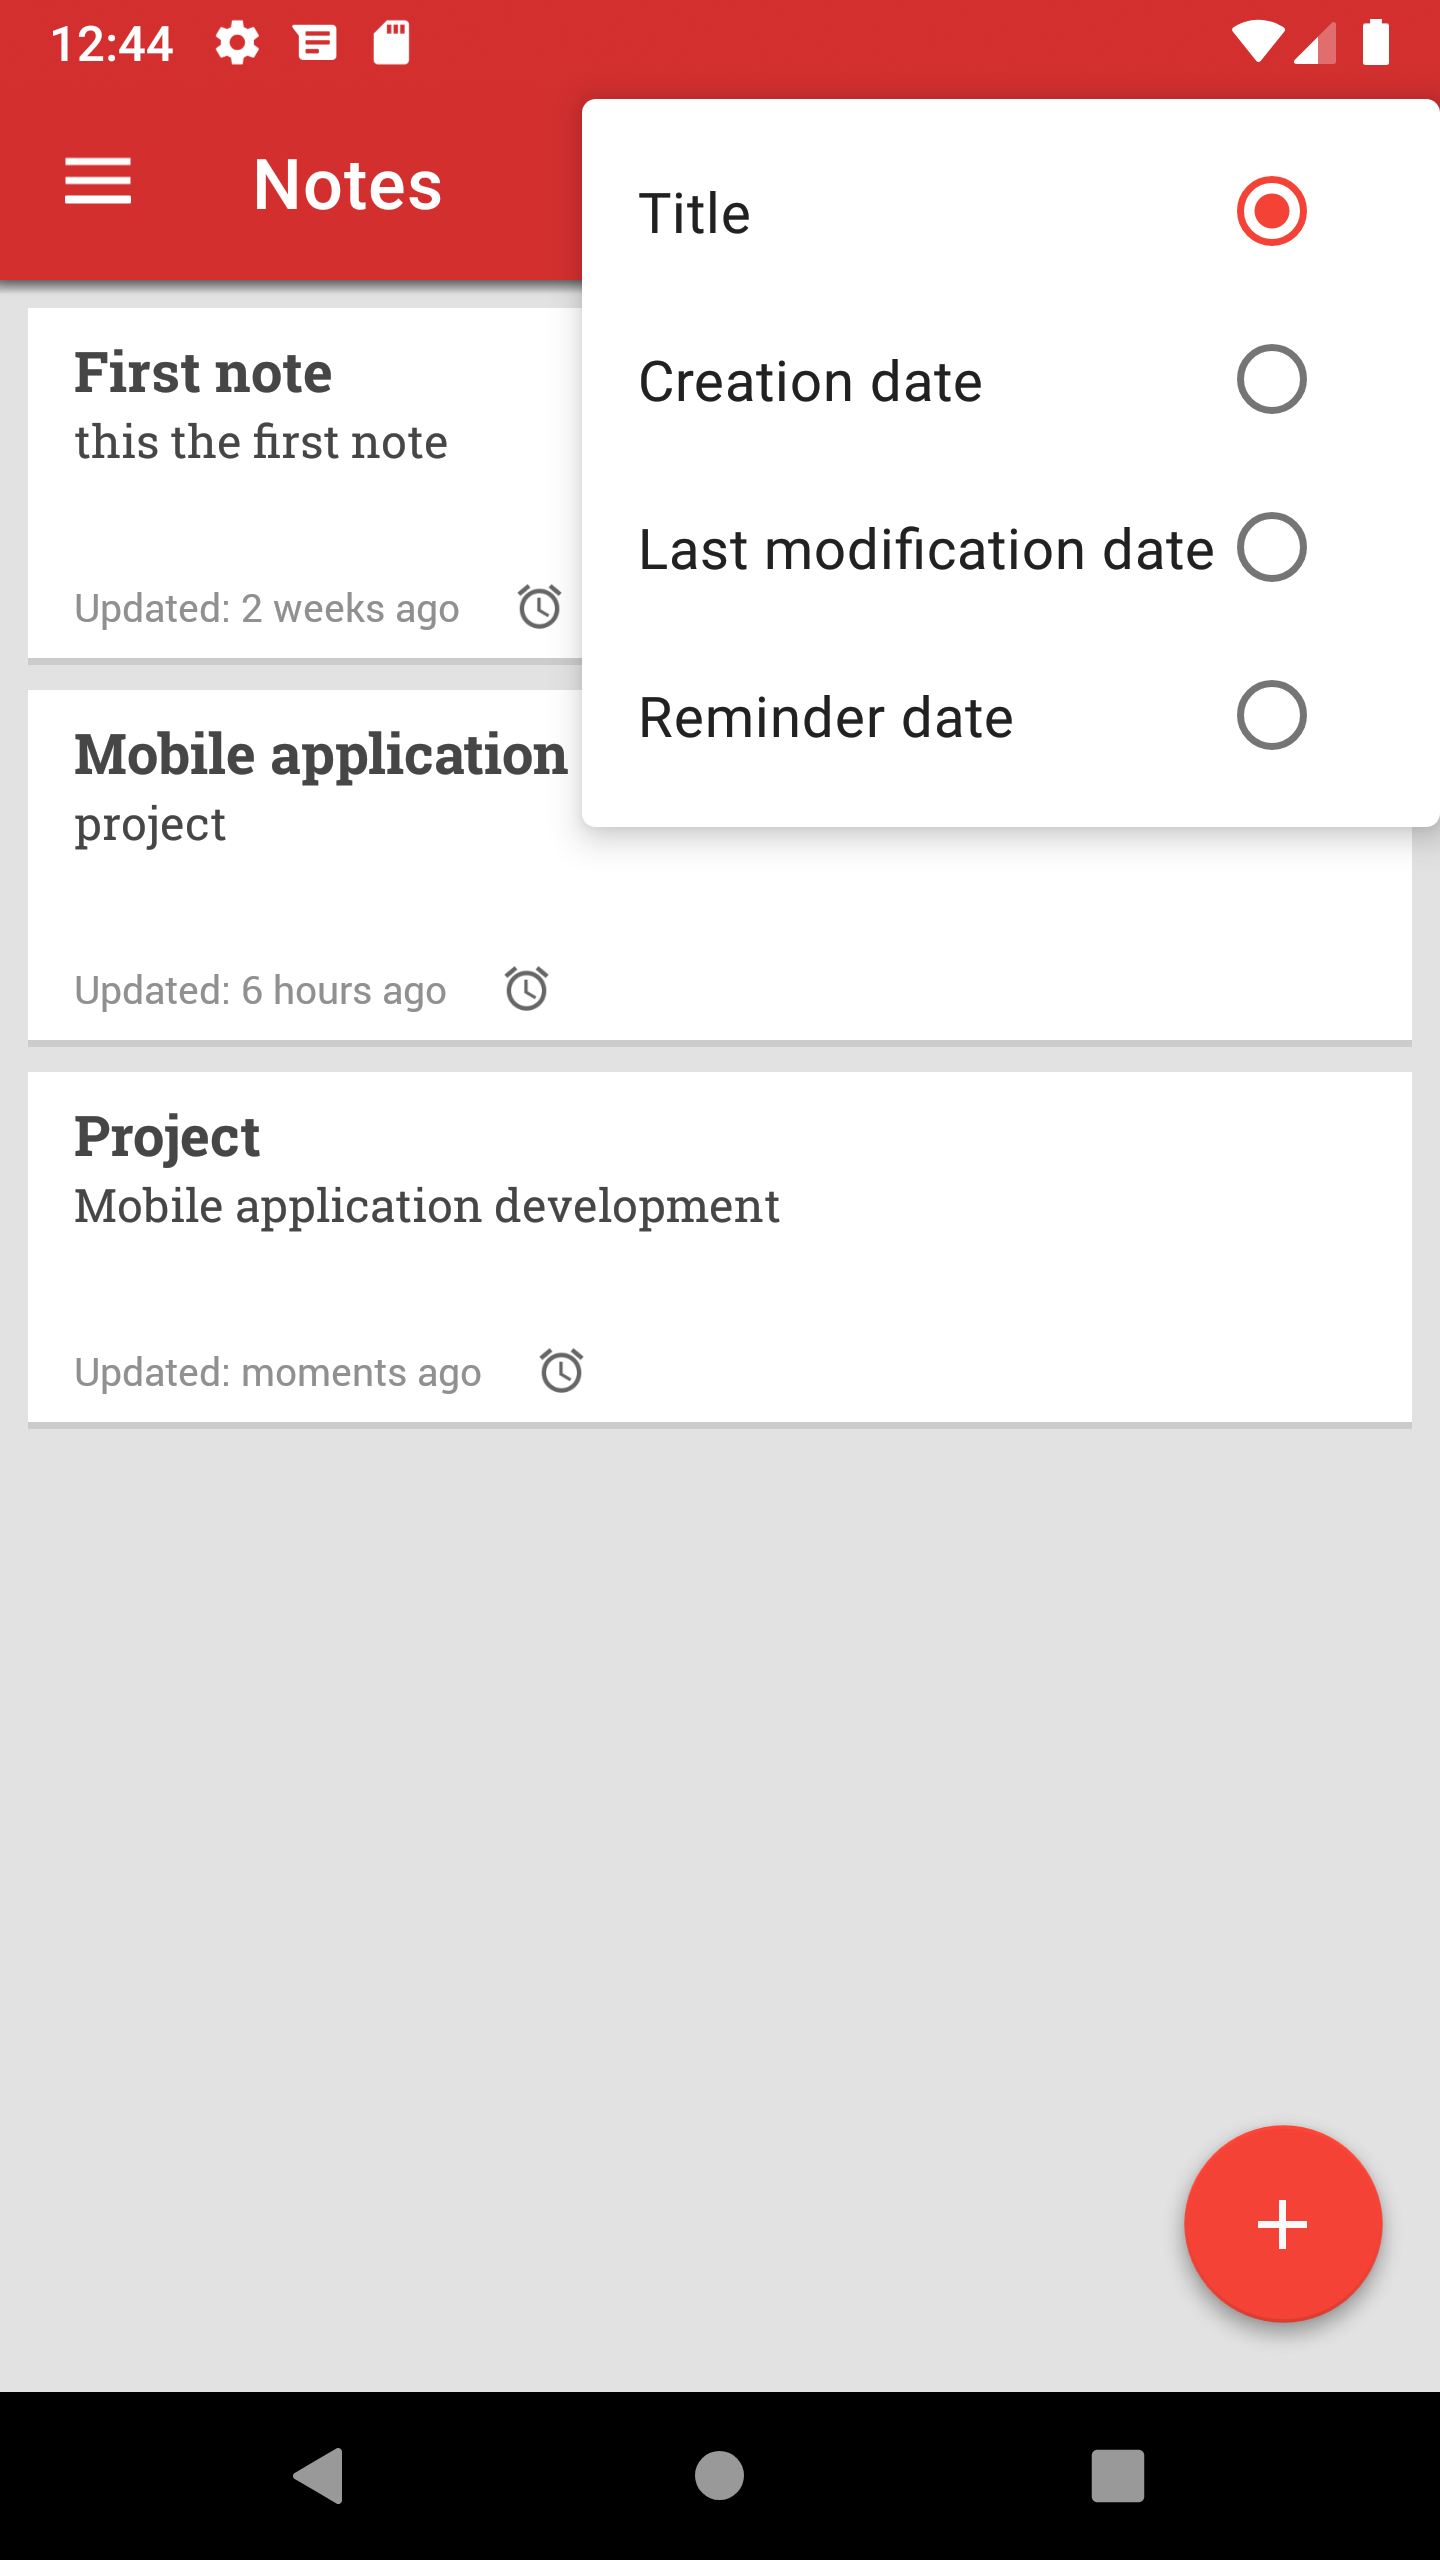 12:44
Notes
Title
Creation date
Last modification date
Reminder date
First note
this the first note
Updated: 2 weeks ago
Mobile application
project
Updated: 6 hours ago
Project
Mobile application development
Updated: moments ago